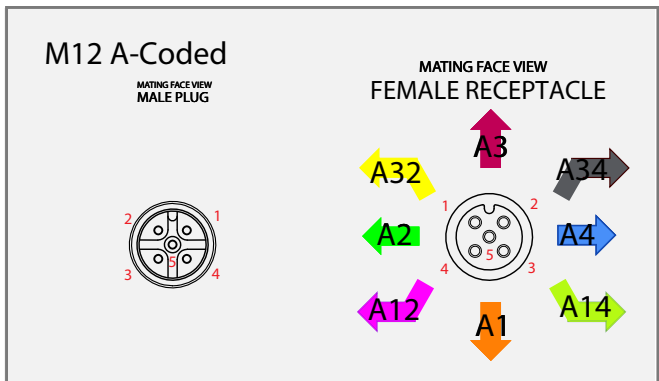 M12 A-Coded
MATING FACE VIEW
MALE PLUG
MATING FACE VIEW
FEMALE RECEPTACLE
A3
A32
A34
2
1
1
2
A2
A4
5
5
3
4
4
3
A12
A1
A14